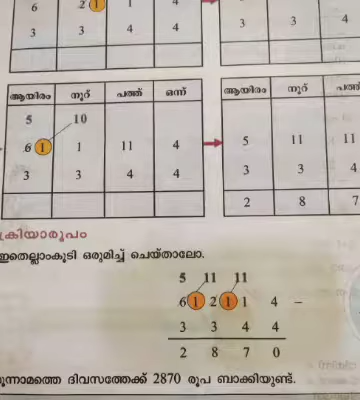 6 2 1 1 4
3 3 4 4
3 3 4
ആയിരം നൂറ് പത്ത് ഒന്ന്
5 10
6 1 1 11 4
3 3 4 4
ആയിരം നൂറ്
5 11 11
3 3 4
2 8 7
ക്രിയാരൂപം
ഇതെല്ലാംകൂടി ഒരുമിച്ച് ചെയ്താലോ.
5 11 11
6 1 2 1 1 4 –
3 3 4 4
2 8 7 0
ദിവസത്തേക്ക് 2870 രൂപ ബാക്കിയുണ്ട്.